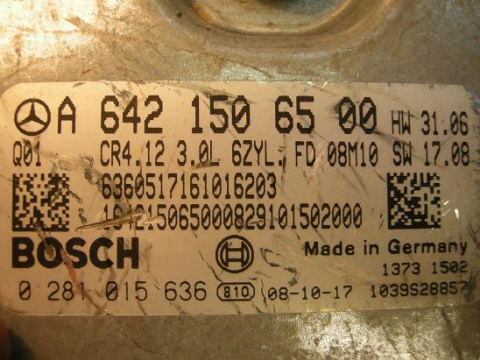 A 642 150 65 00 HW 31.06
Q01 CR4.12 3.0L 6ZYL., FD 08M10 SW 17.08
6360517161016203
1642150650000829101502000
BOSCH Made in Germany
1373 1502
0 281 015 636 810 08-10-17 1039S28857